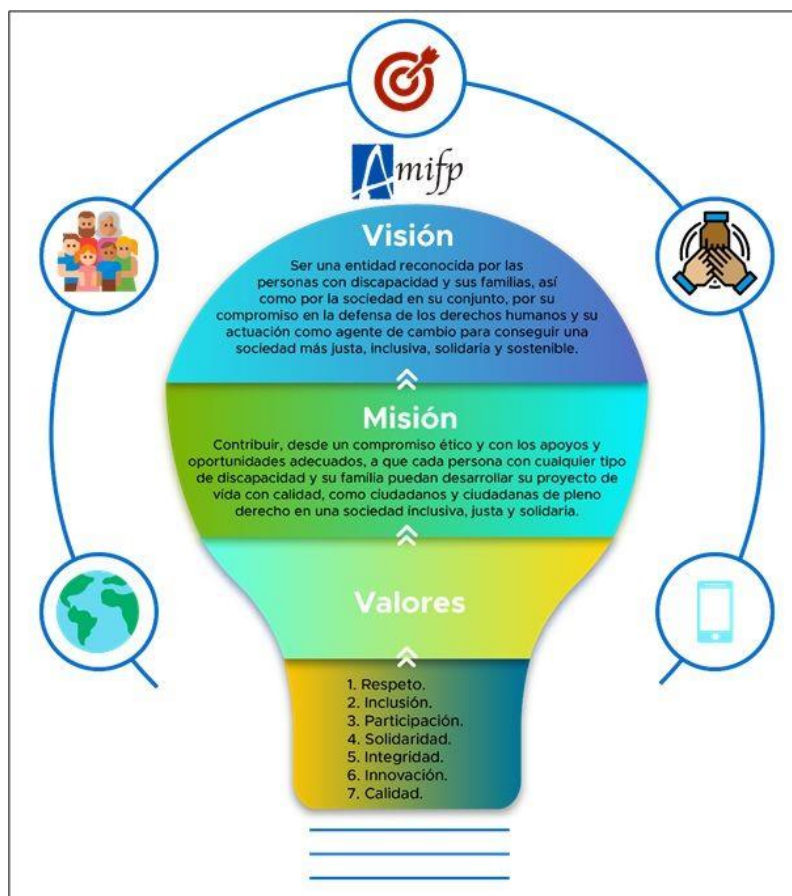 Amifp
Visión
Ser una entidad reconocida por las
personas con discapacidad y sus familias, así
como por la sociedad en su conjunto, por su
compromiso en la defensa de los derechos humanos y su
actuación como agente de cambio para conseguir una
sociedad más justa, inclusiva, solidaria y sostenible.
Misión
Contribuir, desde un compromiso ético y con los apoyos y
oportunidades adecuados, a que cada persona con cualquier tipo
de discapacidad y su familia puedan desarrollar su proyecto de
vida con calidad, como ciudadanos y ciudadanas de pleno
derecho en una sociedad inclusiva, justa y solidaria.
Valores
1. Respeto.
2. Inclusión.
3. Participación.
4. Solidaridad.
5. Integridad.
6. Innovación.
7. Calidad.